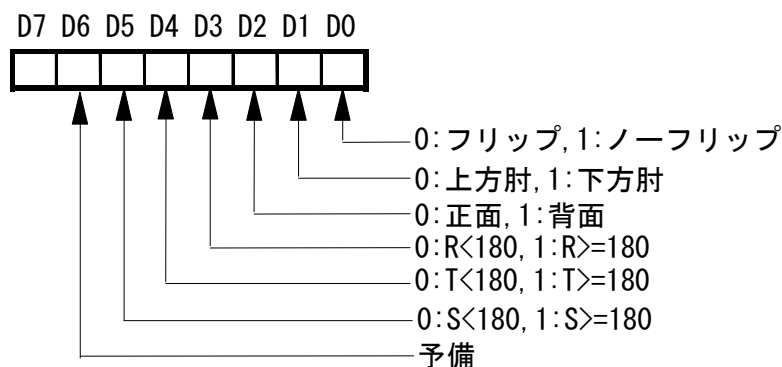 D7 D6 D5 D4 D3 D2 D1 D0
0:フリップ,1:ノーフリップ
0:上方肘,1:下方肘
0:正面,1:背面
0:R<180,1:R>=180
0:T<180,1:T>=180
0:S<180,1:S>=180
予備